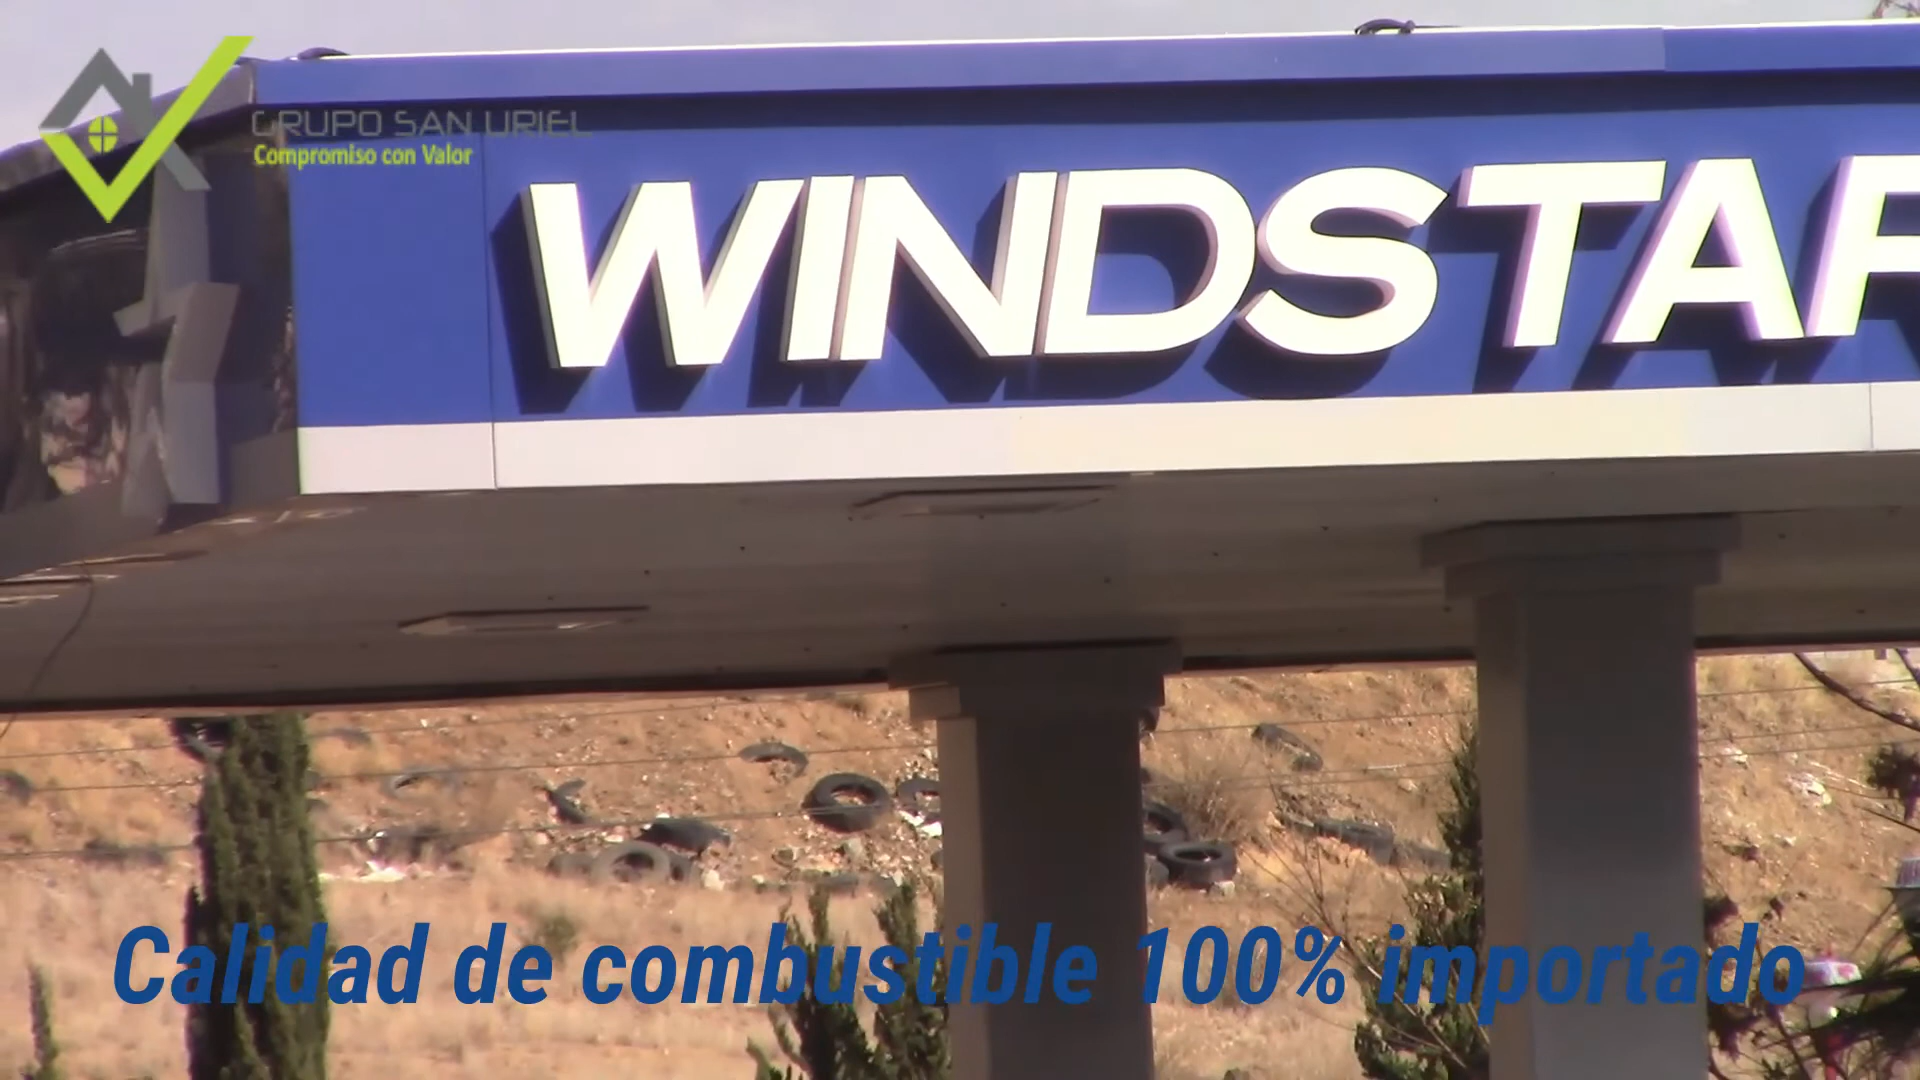 GRUPO SAN URIEL
Compromiso con Valor
WINDSTAR
Calidad de combustible 100% importado